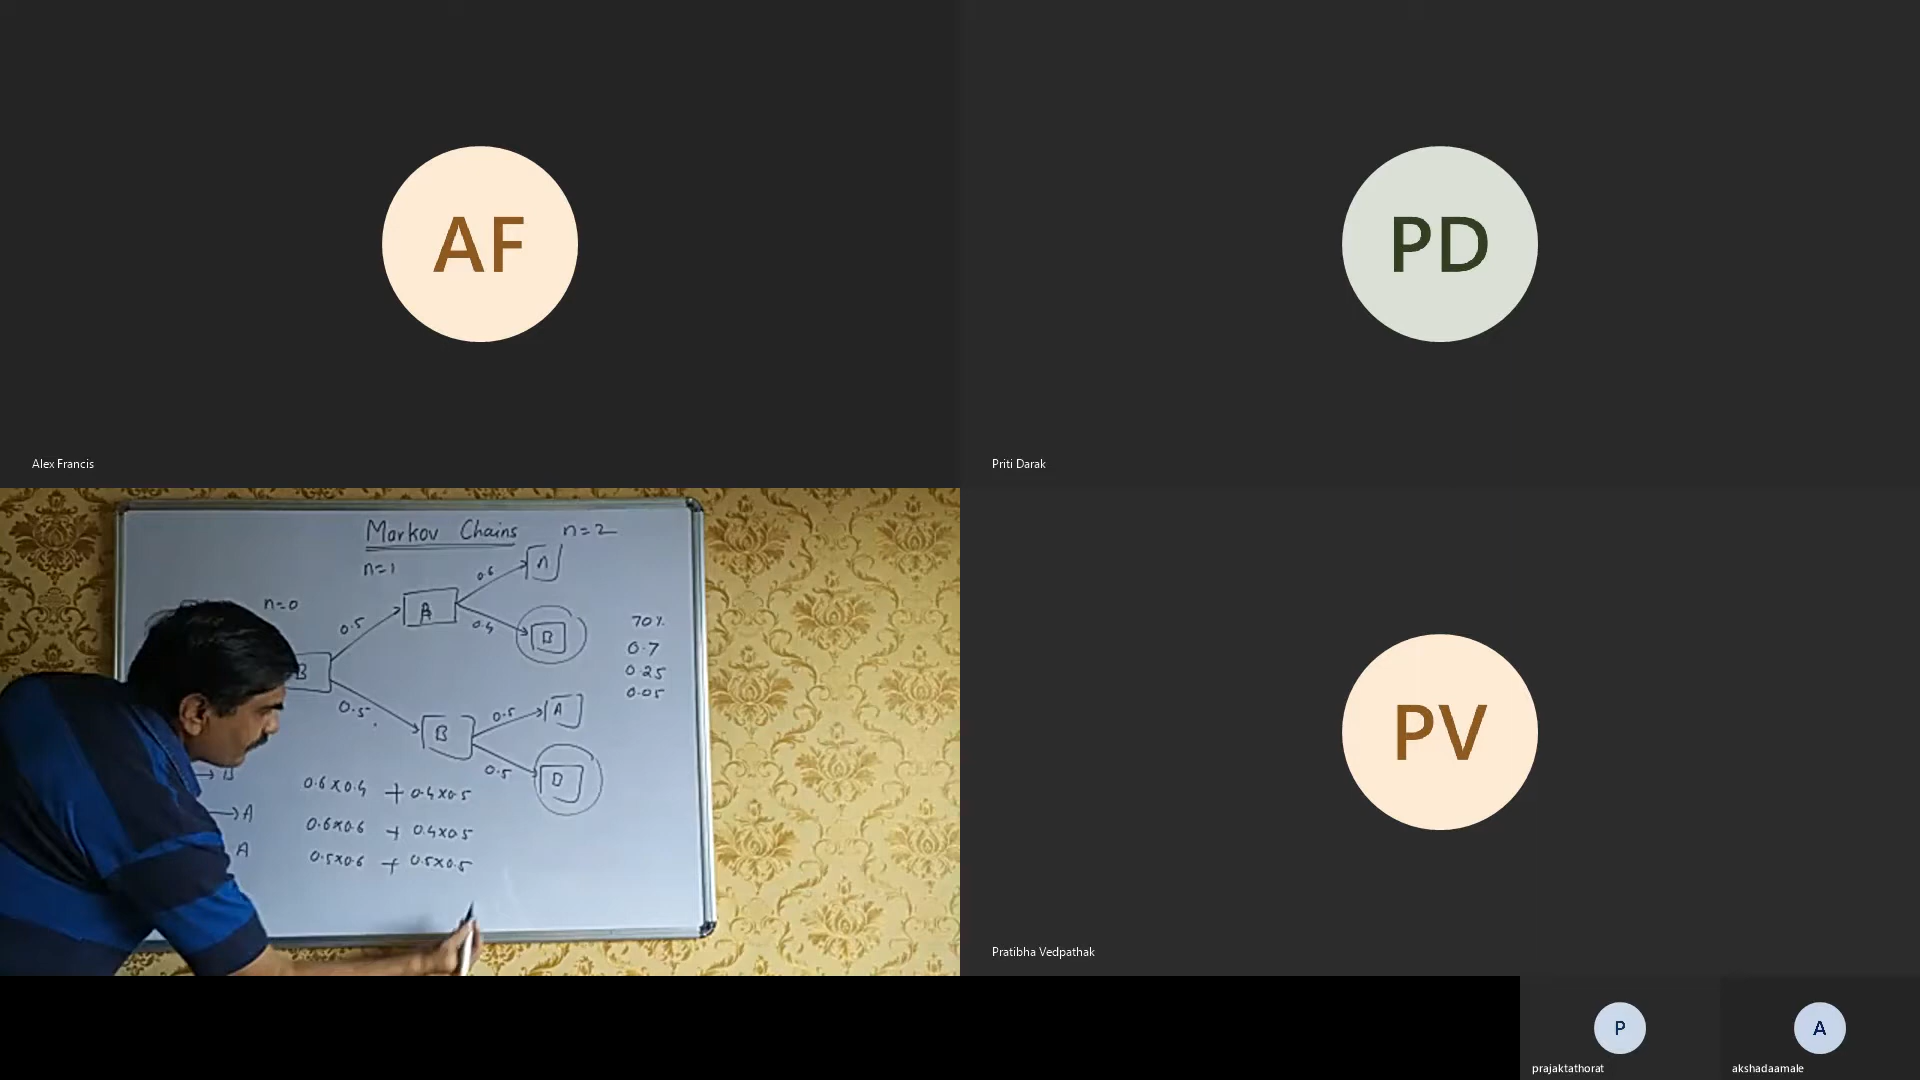 AF
Alex Francis
PD
Priti Darak
Markov Chains
n=2
n=1
n=0
0.6
A
A
0.4
B
0.5
B
0.5
B
0.5
A
0.5
70%
0.7
0.25
0.05
→ B
→ A
A
0.6x0.4 + 0.4x0.5
0.6x0.6 + 0.4x0.5
0.5x0.6 + 0.5x0.5
PV
Pratibha Vedpathak
P
prajaktathorat
A
akshadaamale